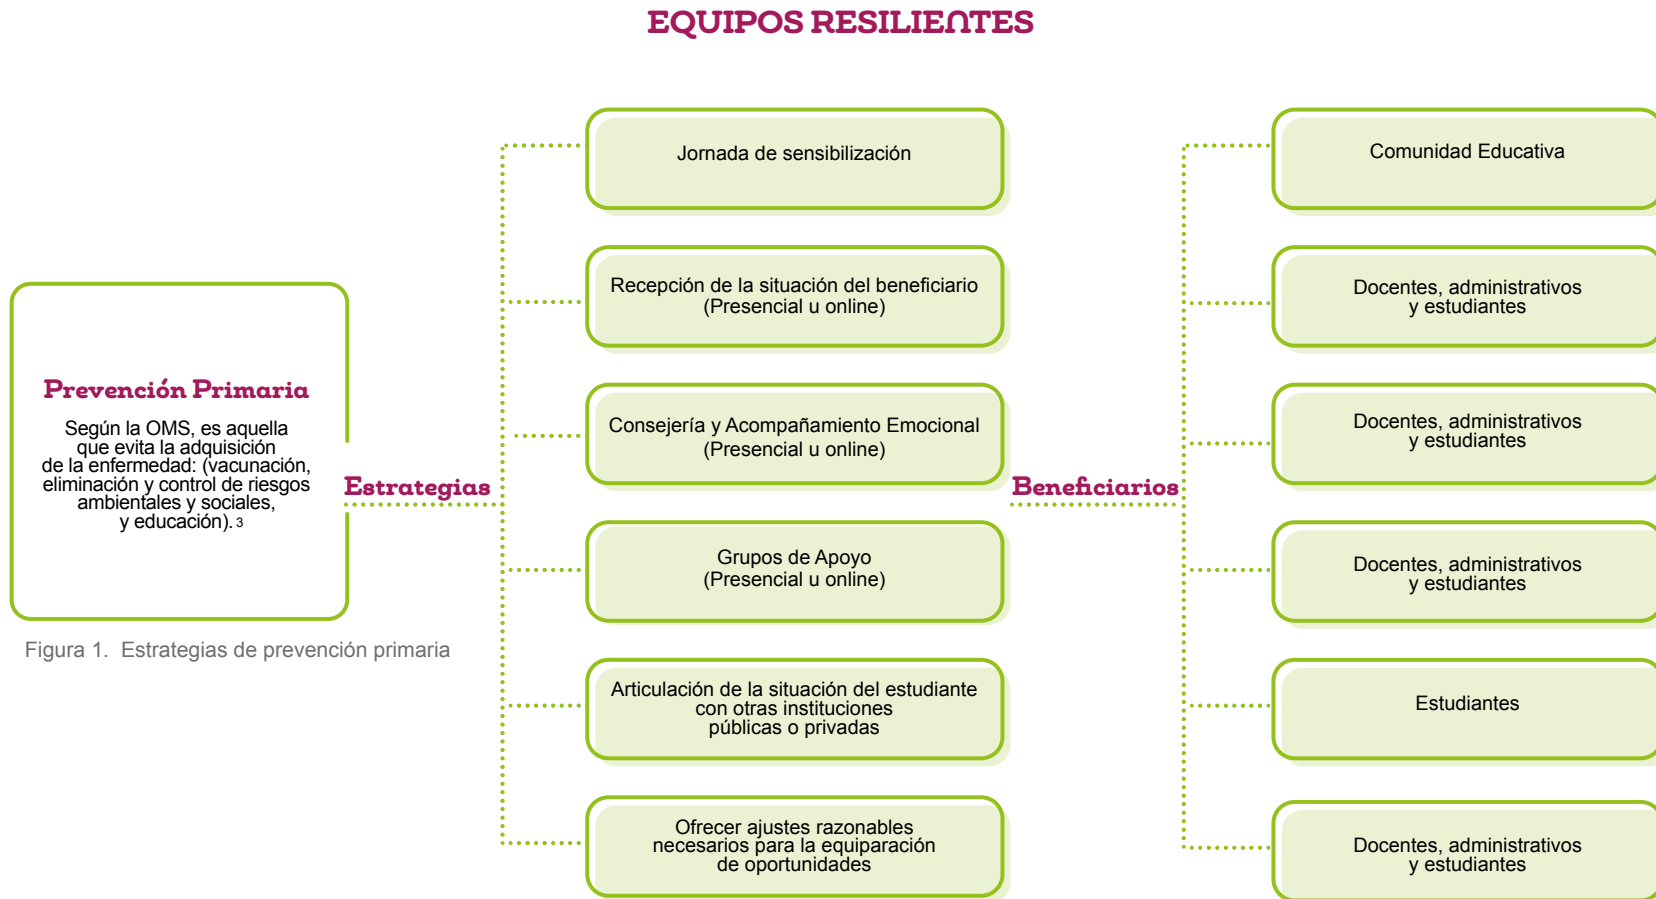 EQUIPOS RESILIENTES
Prevención Primaria
Según la OMS, es aquella
que evita la adquisición
de la enfermedad: (vacunación,
eliminación y control de riesgos
ambientales y sociales,
y educación). 3
Figura 1. Estrategias de prevención primaria
Estrategias
Jornada de sensibilización
Recepción de la situación del beneficiario
(Presencial u online)
Consejería y Acompañamiento Emocional
(Presencial u online)
Grupos de Apoyo
(Presencial u online)
Articulación de la situación del estudiante
con otras instituciones
públicas o privadas
Ofrecer ajustes razonables
necesarios para la equiparación
de oportunidades
Beneficiarios
Comunidad Educativa
Docentes, administrativos
y estudiantes
Docentes, administrativos
y estudiantes
Docentes, administrativos
y estudiantes
Estudiantes
Docentes, administrativos
y estudiantes